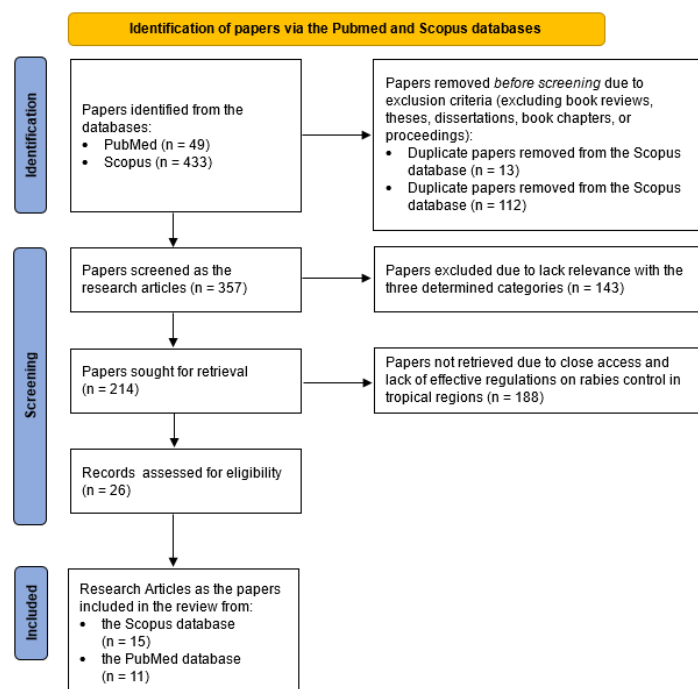 Identification of papers via the Pubmed and Scopus databases
Identification
Papers identified from the
databases:
• PubMed (n = 49)
• Scopus (n = 433)
Papers removed before screening due to
exclusion criteria (excluding book reviews,
theses, dissertations, book chapters, or
proceedings):
• Duplicate papers removed from the Scopus
database (n = 13)
• Duplicate papers removed from the Scopus
database (n = 112)
Screening
Papers screened as the
research articles (n = 357)
Papers excluded due to lack relevance with the
three determined categories (n = 143)
Papers sought for retrieval
(n = 214)
Papers not retrieved due to close access and
lack of effective regulations on rabies control in
tropical regions (n = 188)
Records assessed for eligibility
(n = 26)
Included
Research Articles as the papers
included in the review from:
• the Scopus database
(n = 15)
• the PubMed database
(n = 11)